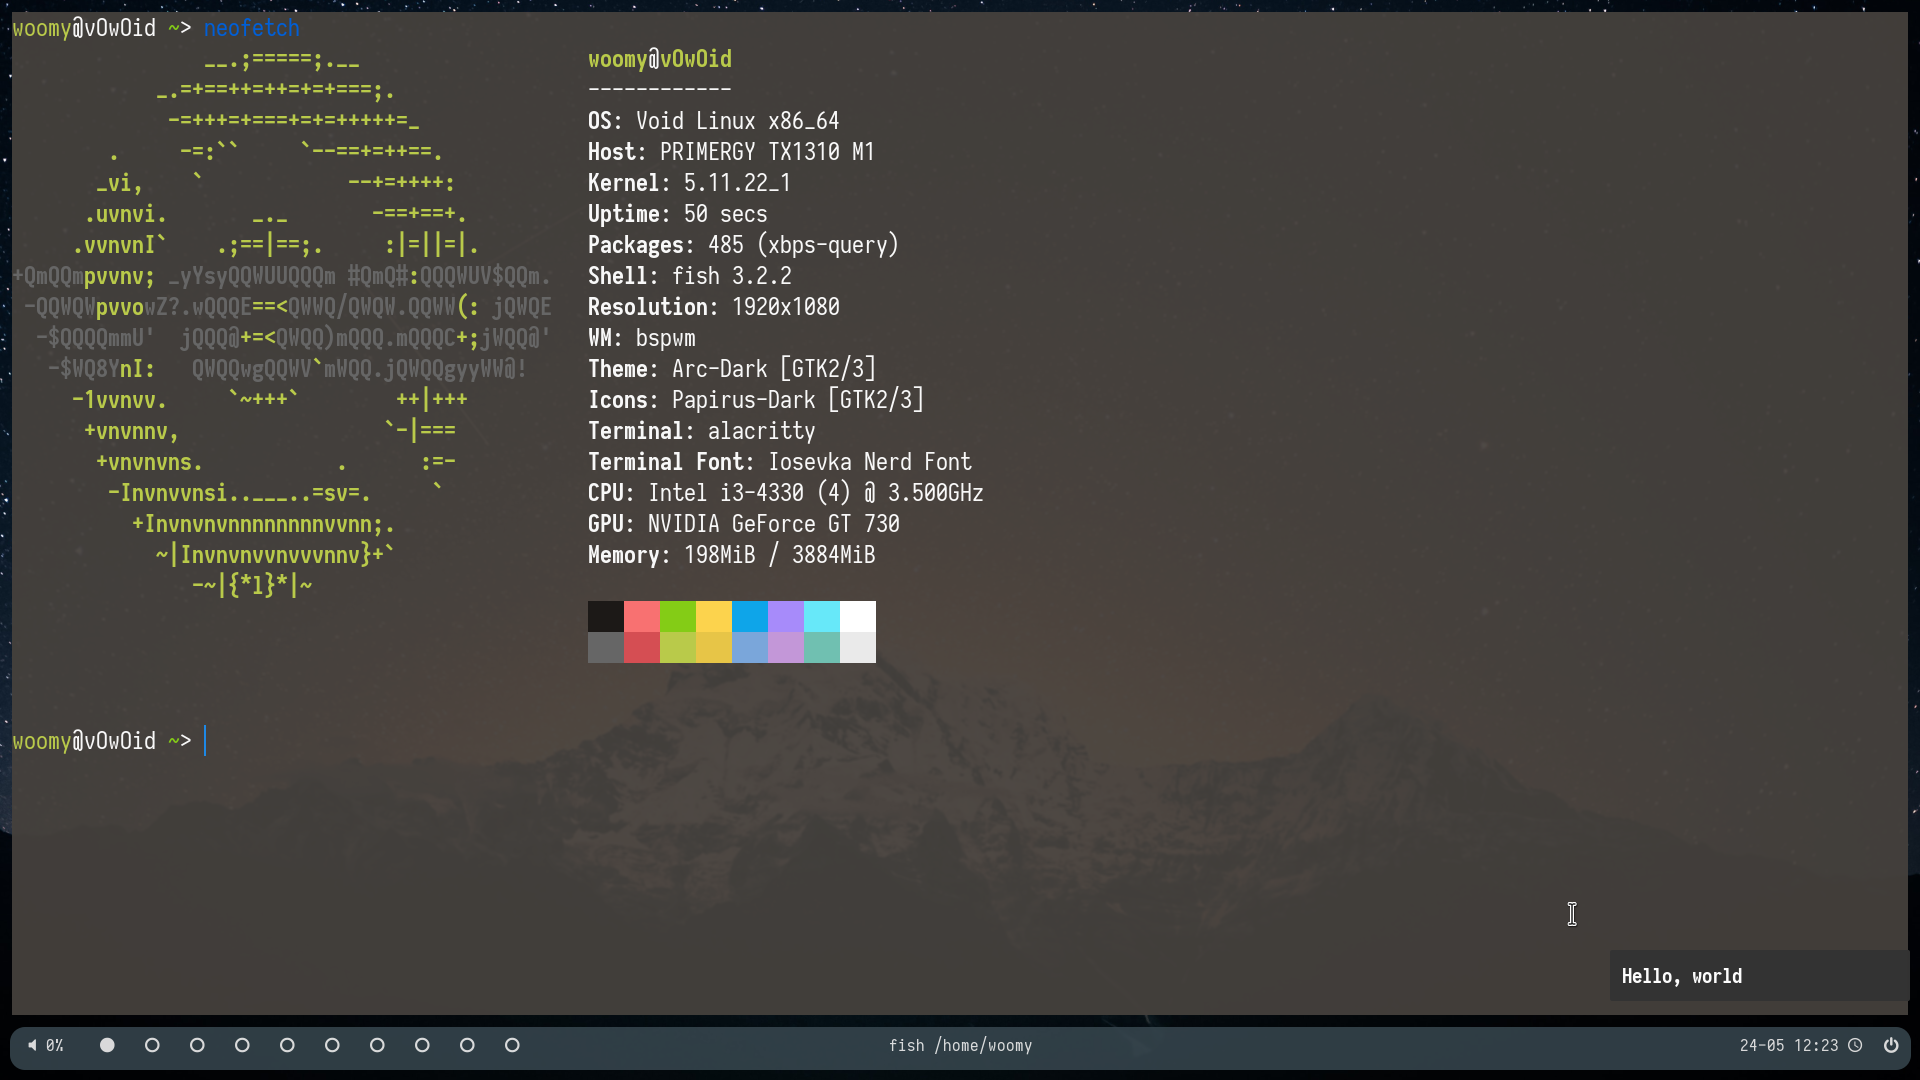 woomy@vOwOid ~> neofetch
__.;=====;.__
_.=+==++=++=+=+===;.
-=+++=+===+=+=+++++=_
. -=:`` `--==+=++==.
_vi, ` --+=++++:
.uvnvi. _._ -==+==+.
.vvnvnI` .;==|==;. :|=||=|.
+QmQQmpvvnv; _yYsyQQWUUQQQm #QmQ#:QQQWUV$QQm.
-QQWQWpvvowZ?.wQQQE==<QWWQ/QWQW.QQWW(: jQWQE
-$QQQQmmU' jQQQ@+=<QWQQ)mQQQ.mQQQC+;jWQQ@'
-$WQ8YnI: QWQQwgQQWV`mWQQ.jQWQQgyyWW@!
-1vvnvv. `~+++` ++|+++
+vnvnnv, `-|===
+vnvnvns. . :=-
-Invnvvnsi..___..=sv=. `
+Invnvnvnnnnnnnnvvnn;.
~|Invnvnvvnvvvnnv}+`
-~|{*l}*|~
woomy@vOwOid
------------
OS: Void Linux x86_64
Host: PRIMERGY TX1310 M1
Kernel: 5.11.22_1
Uptime: 50 secs
Packages: 485 (xbps-query)
Shell: fish 3.2.2
Resolution: 1920x1080
WM: bspwm
Theme: Arc-Dark [GTK2/3]
Icons: Papirus-Dark [GTK2/3]
Terminal: alacritty
Terminal Font: Iosevka Nerd Font
CPU: Intel i3-4330 (4) @ 3.500GHz
GPU: NVIDIA GeForce GT 730
Memory: 198MiB / 3884MiB
woomy@vOwOid ~>
Hello, world
0%
fish /home/woomy
24-05 12:23